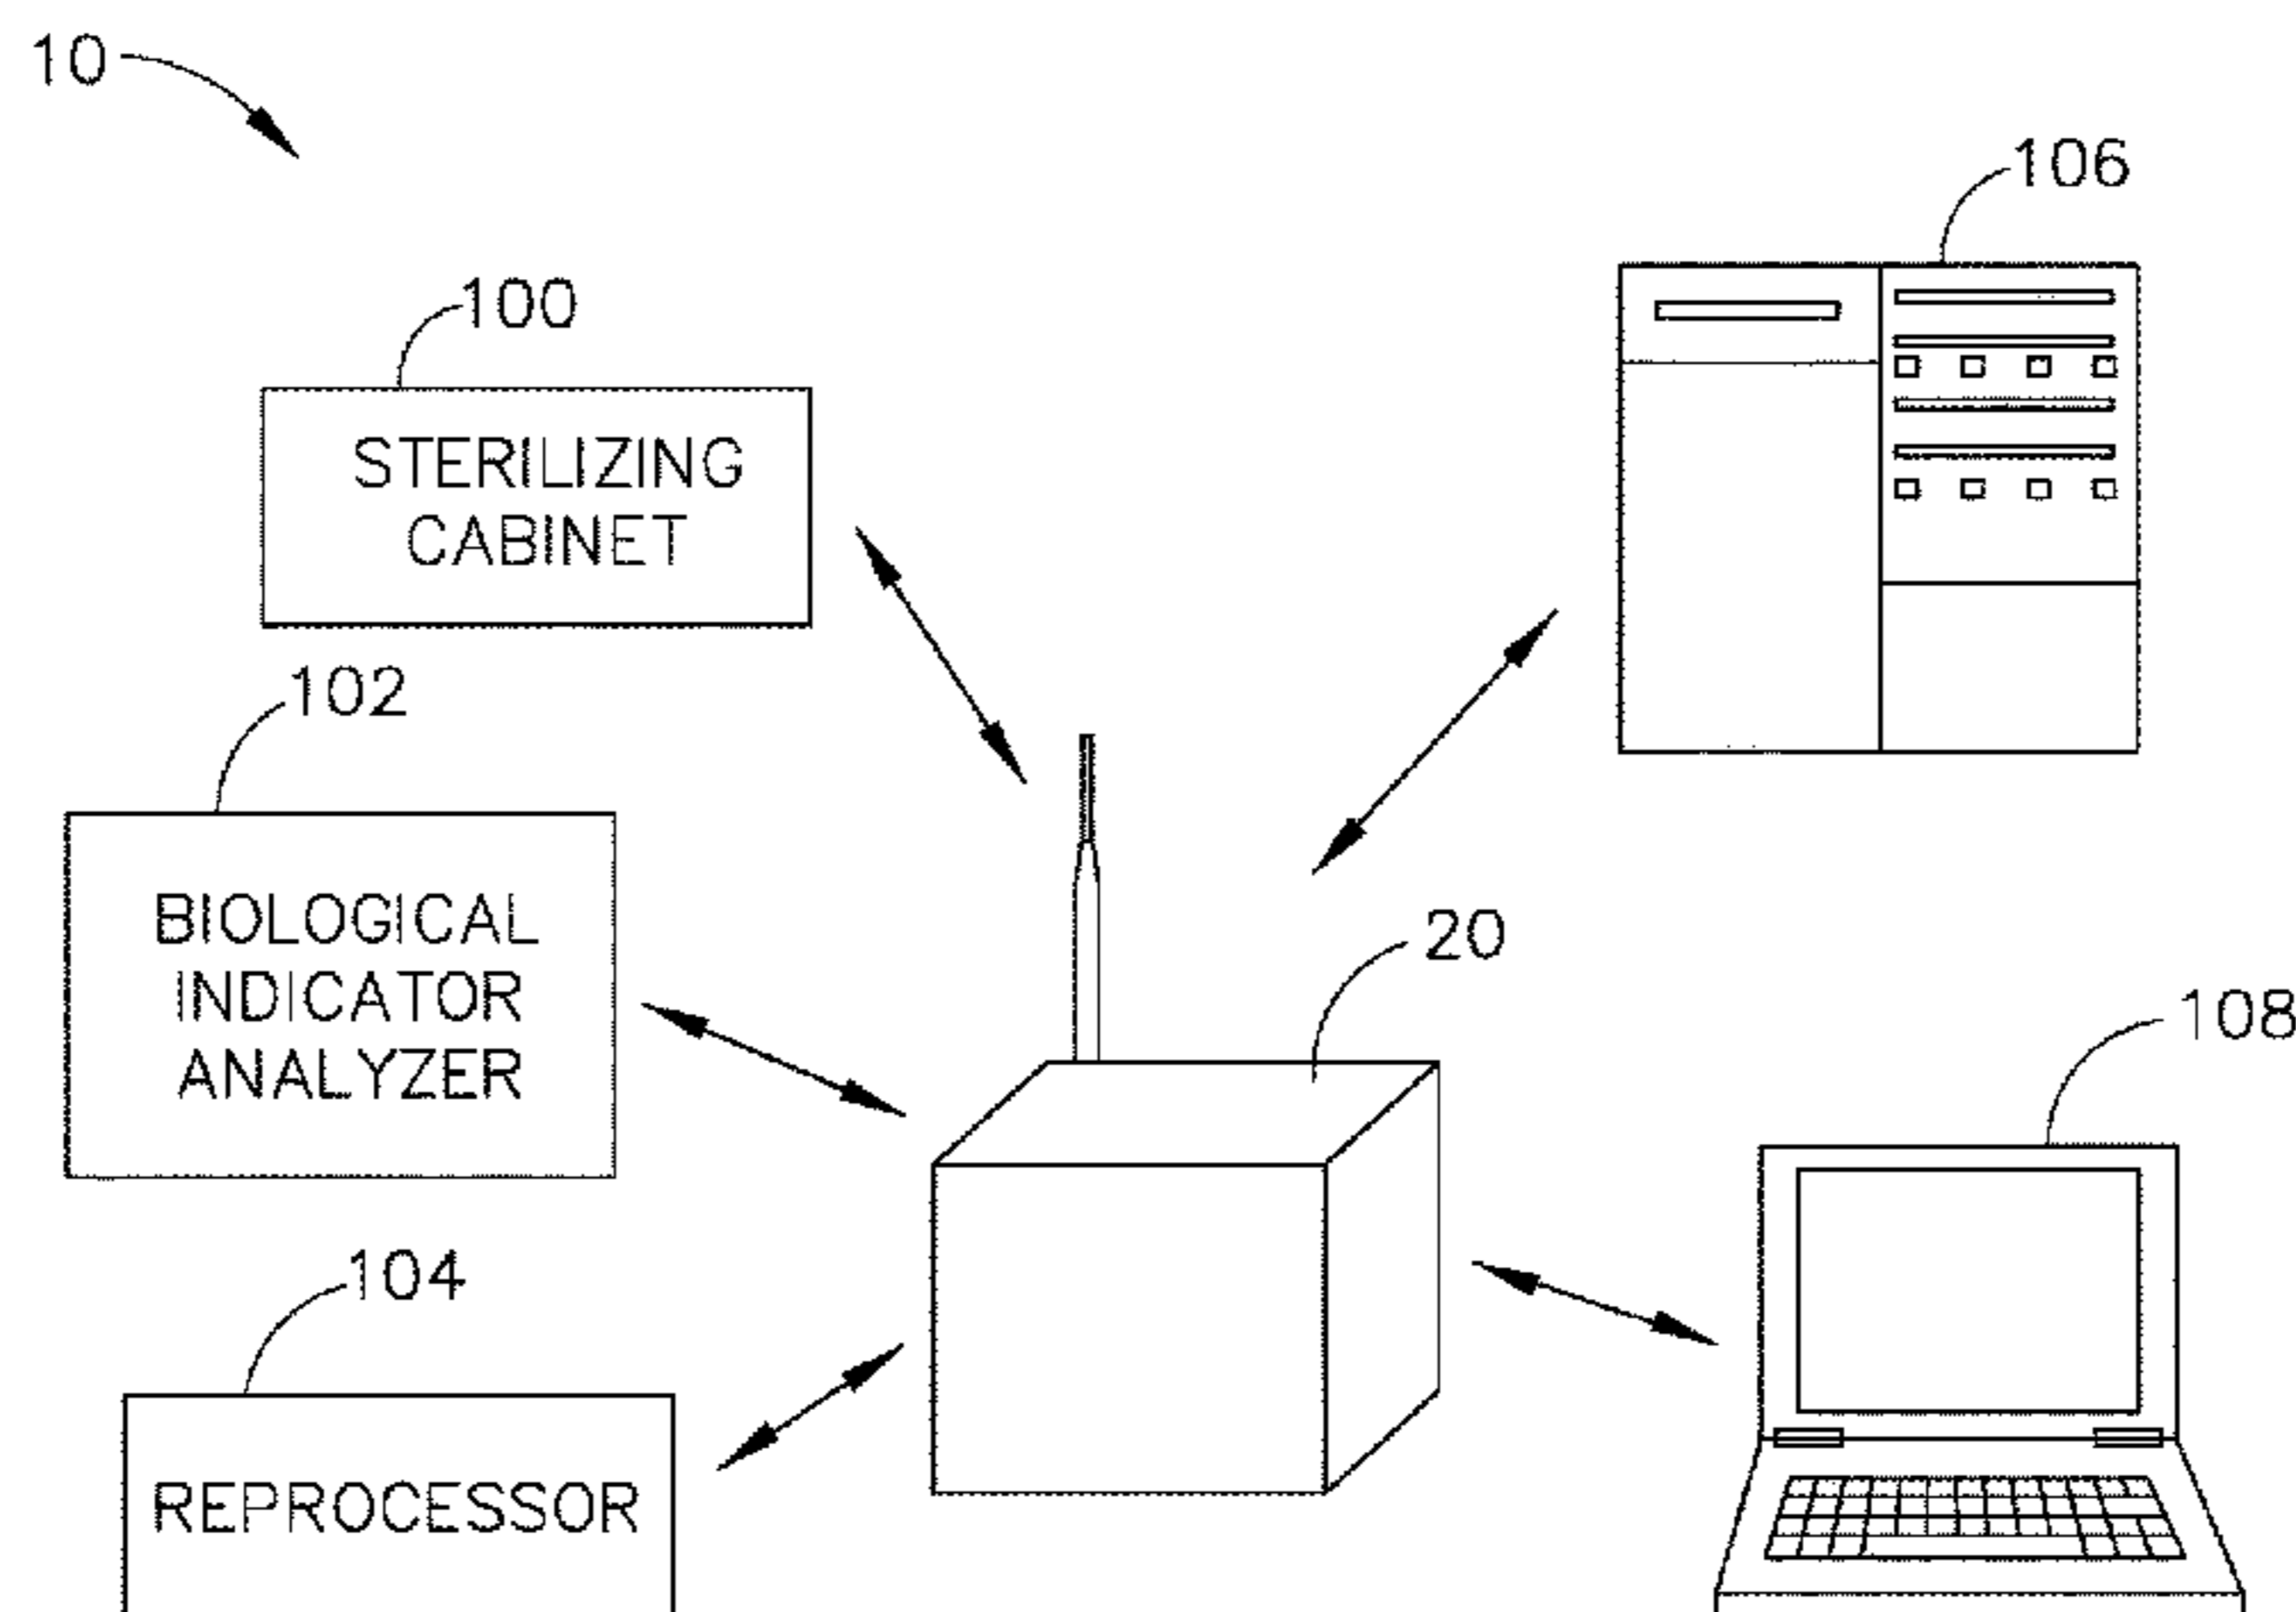 10
106
100
STERILIZING
CABINET
102
BIOLOGICAL
INDICATOR
ANALYZER
20
108
104
REPROCESSOR